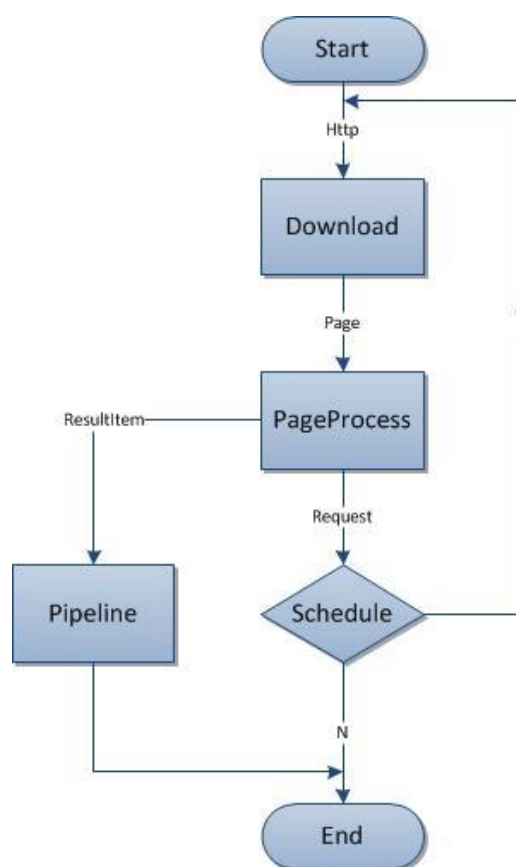 Start
Http
Download
Page
PageProcess
ResultItem
Request
Pipeline
Schedule
N
End